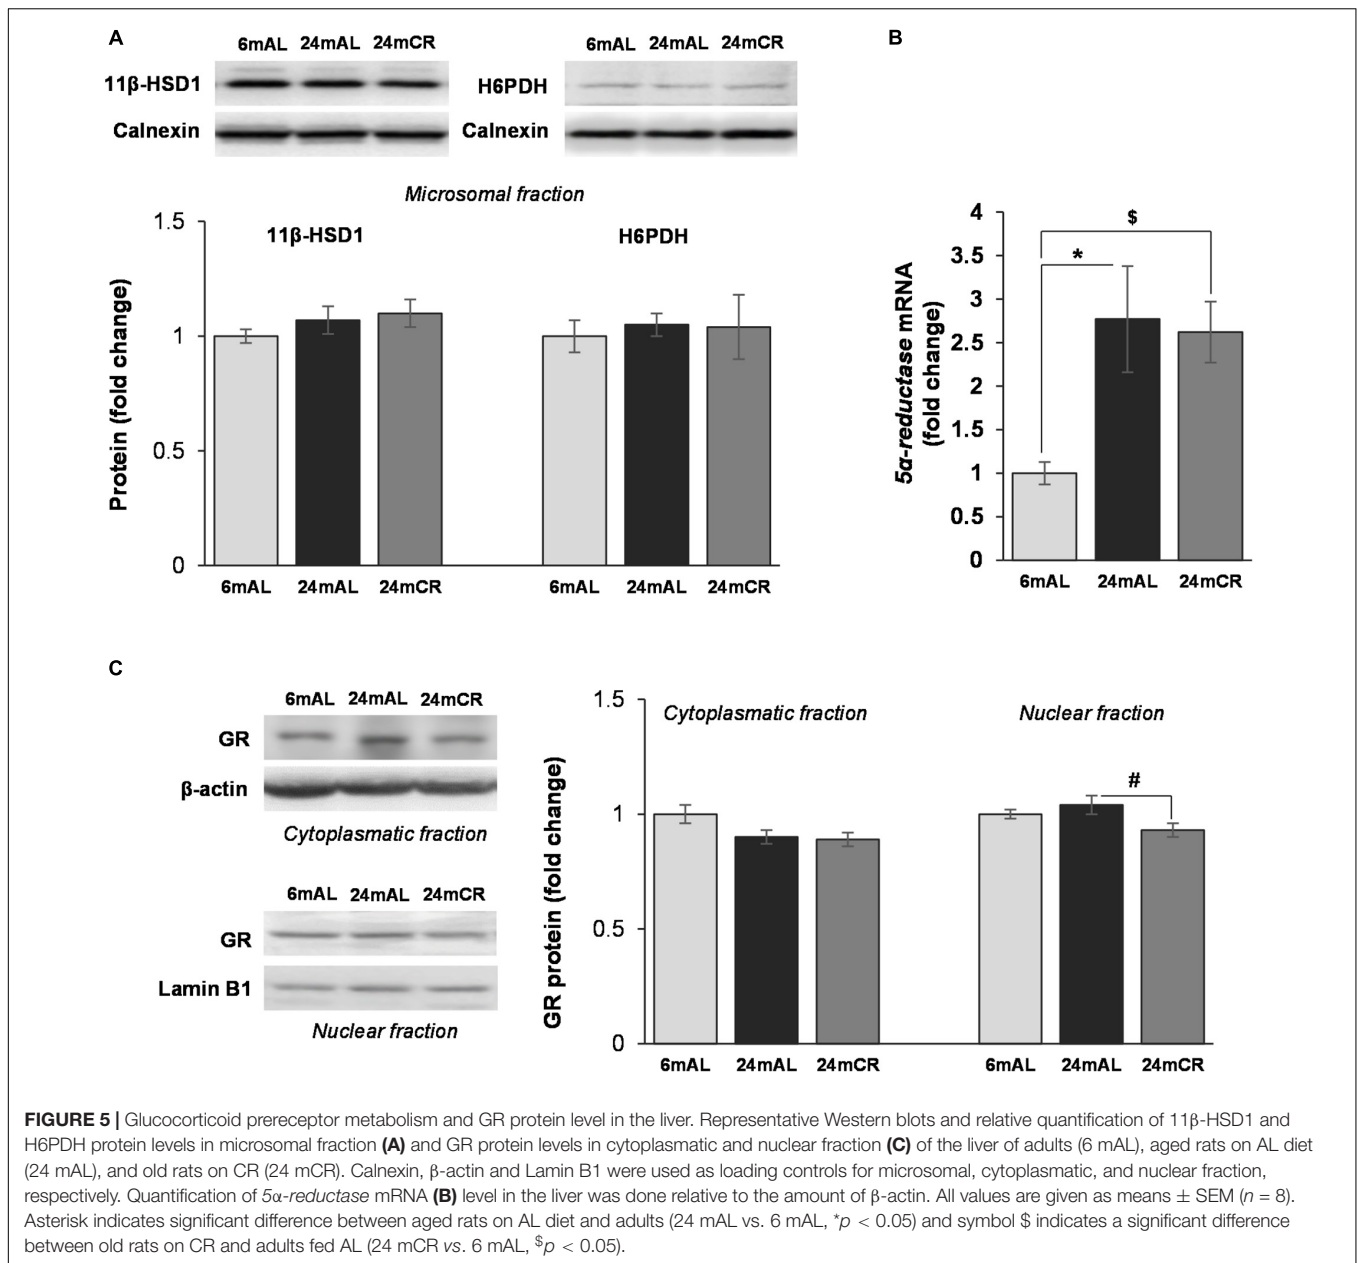 A
B
6mAL 24mAL 24mCR
6mAL 24mAL 24mCR
11β-HSD1
H6PDH
Calnexin
Calnexin
Microsomal fraction
11β-HSD1
H6PDH
Protein (fold change)
1.5
1
0.5
0
6mAL 24mAL 24mCR
6mAL 24mAL 24mCR
5α-reductase mRNA
(fold change)
4
3.5
3
2.5
2
1.5
1
0.5
0
$
*
6mAL 24mAL 24mCR
C
6mAL 24mAL 24mCR
GR
β-actin
Cytoplasmatic fraction
6mAL 24mAL 24mCR
GR
Lamin B1
Nuclear fraction
GR protein (fold change)
1.5
1
0.5
0
Cytoplasmatic fraction
Nuclear fraction
#
6mAL 24mAL 24mCR
6mAL 24mAL 24mCR
FIGURE 5 | Glucocorticoid prereceptor metabolism and GR protein level in the liver. Representative Western blots and relative quantification of 11β-HSD1 and
H6PDH protein levels in microsomal fraction (A) and GR protein levels in cytoplasmatic and nuclear fraction (C) of the liver of adults (6 mAL), aged rats on AL diet
(24 mAL), and old rats on CR (24 mCR). Calnexin, β-actin and Lamin B1 were used as loading controls for microsomal, cytoplasmatic, and nuclear fraction,
respectively. Quantification of 5α-reductase mRNA (B) level in the liver was done relative to the amount of β-actin. All values are given as means ± SEM (n = 8).
Asterisk indicates significant difference between aged rats on AL diet and adults (24 mAL vs. 6 mAL, *p < 0.05) and symbol $ indicates a significant difference
between old rats on CR and adults fed AL (24 mCR vs. 6 mAL, $p < 0.05).